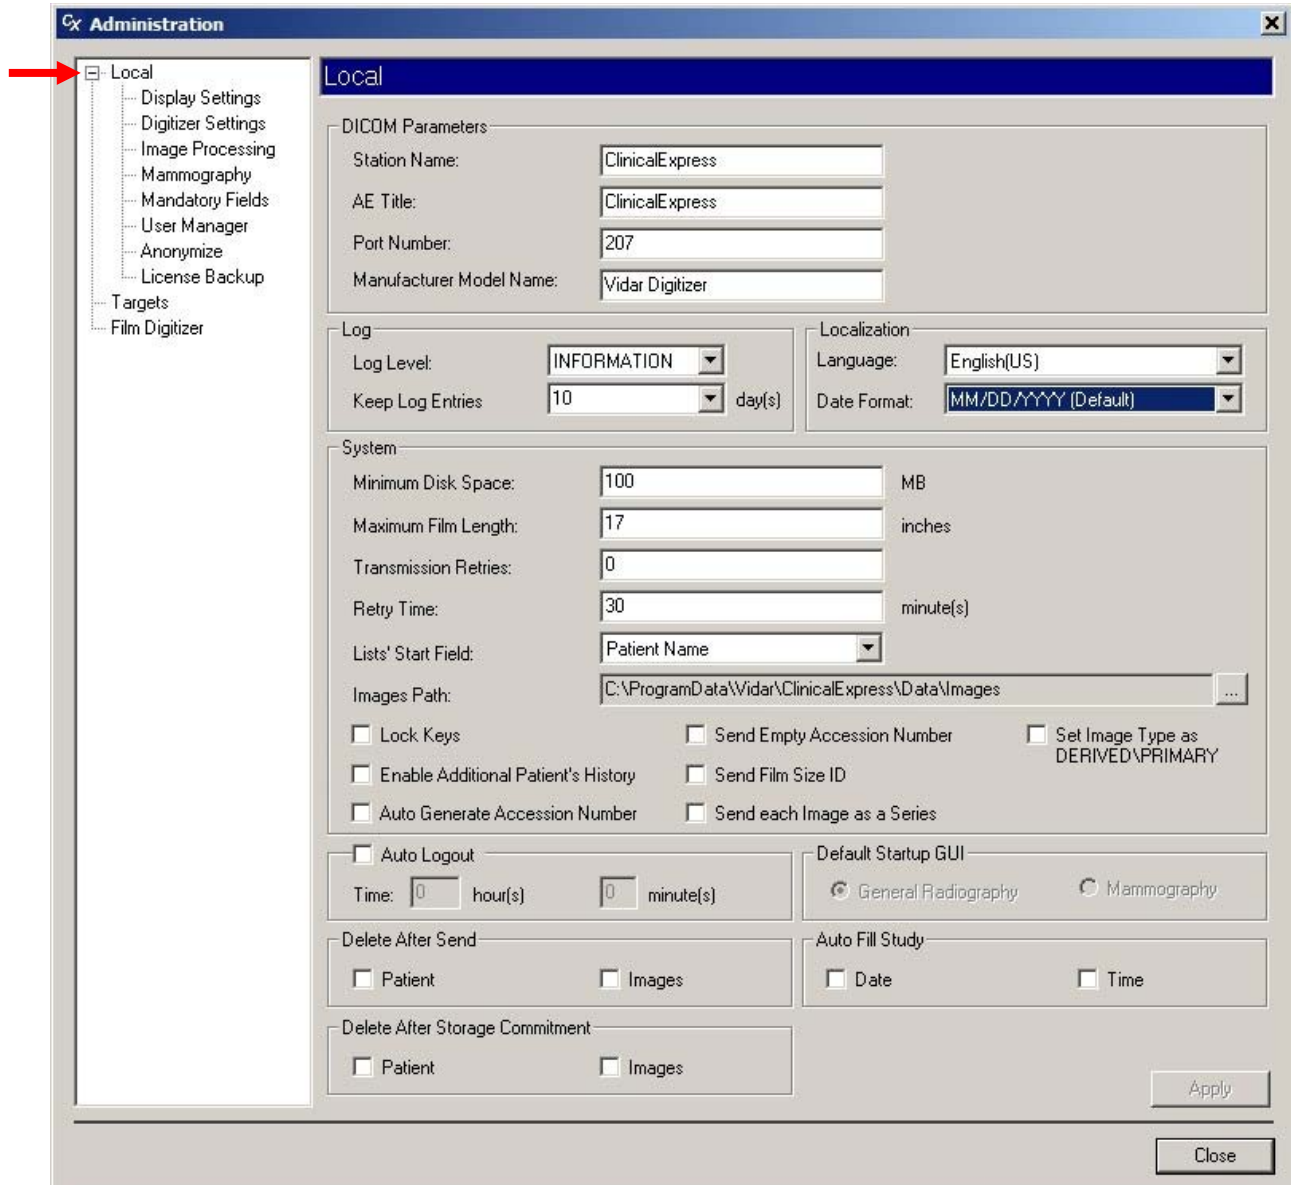 Cx Administration
Local
Display Settings
Digitizer Settings
Image Processing
Mammography
Mandatory Fields
User Manager
Anonymize
License Backup
Targets
Film Digitizer
Local
DICOM Parameters
Station Name: ClinicalExpress
AE Title: ClinicalExpress
Port Number: 207
Manufacturer Model Name: Vidar Digitizer
Log
Log Level: INFORMATION
Keep Log Entries 10 day(s)
Localization
Language: English(US)
Date Format: MM/DD/YYYY (Default)
System
Minimum Disk Space: 100 MB
Maximum Film Length: 17 inches
Transmission Retries: 0
Retry Time: 30 minute(s)
Lists' Start Field: Patient Name
Images Path: C:\ProgramData\Vidar\ClinicalExpress\Data\Images ...
Lock Keys
Send Empty Accession Number
Set Image Type as
DERIVED\PRIMARY
Enable Additional Patient's History
Send Film Size ID
Auto Generate Accession Number
Send each Image as a Series
Auto Logout
Time: 0 hour(s) 0 minute(s)
Default Startup GUI
General Radiography Mammography
Delete After Send
Patient Images
Auto Fill Study
Date Time
Delete After Storage Commitment
Patient Images
Apply
Close